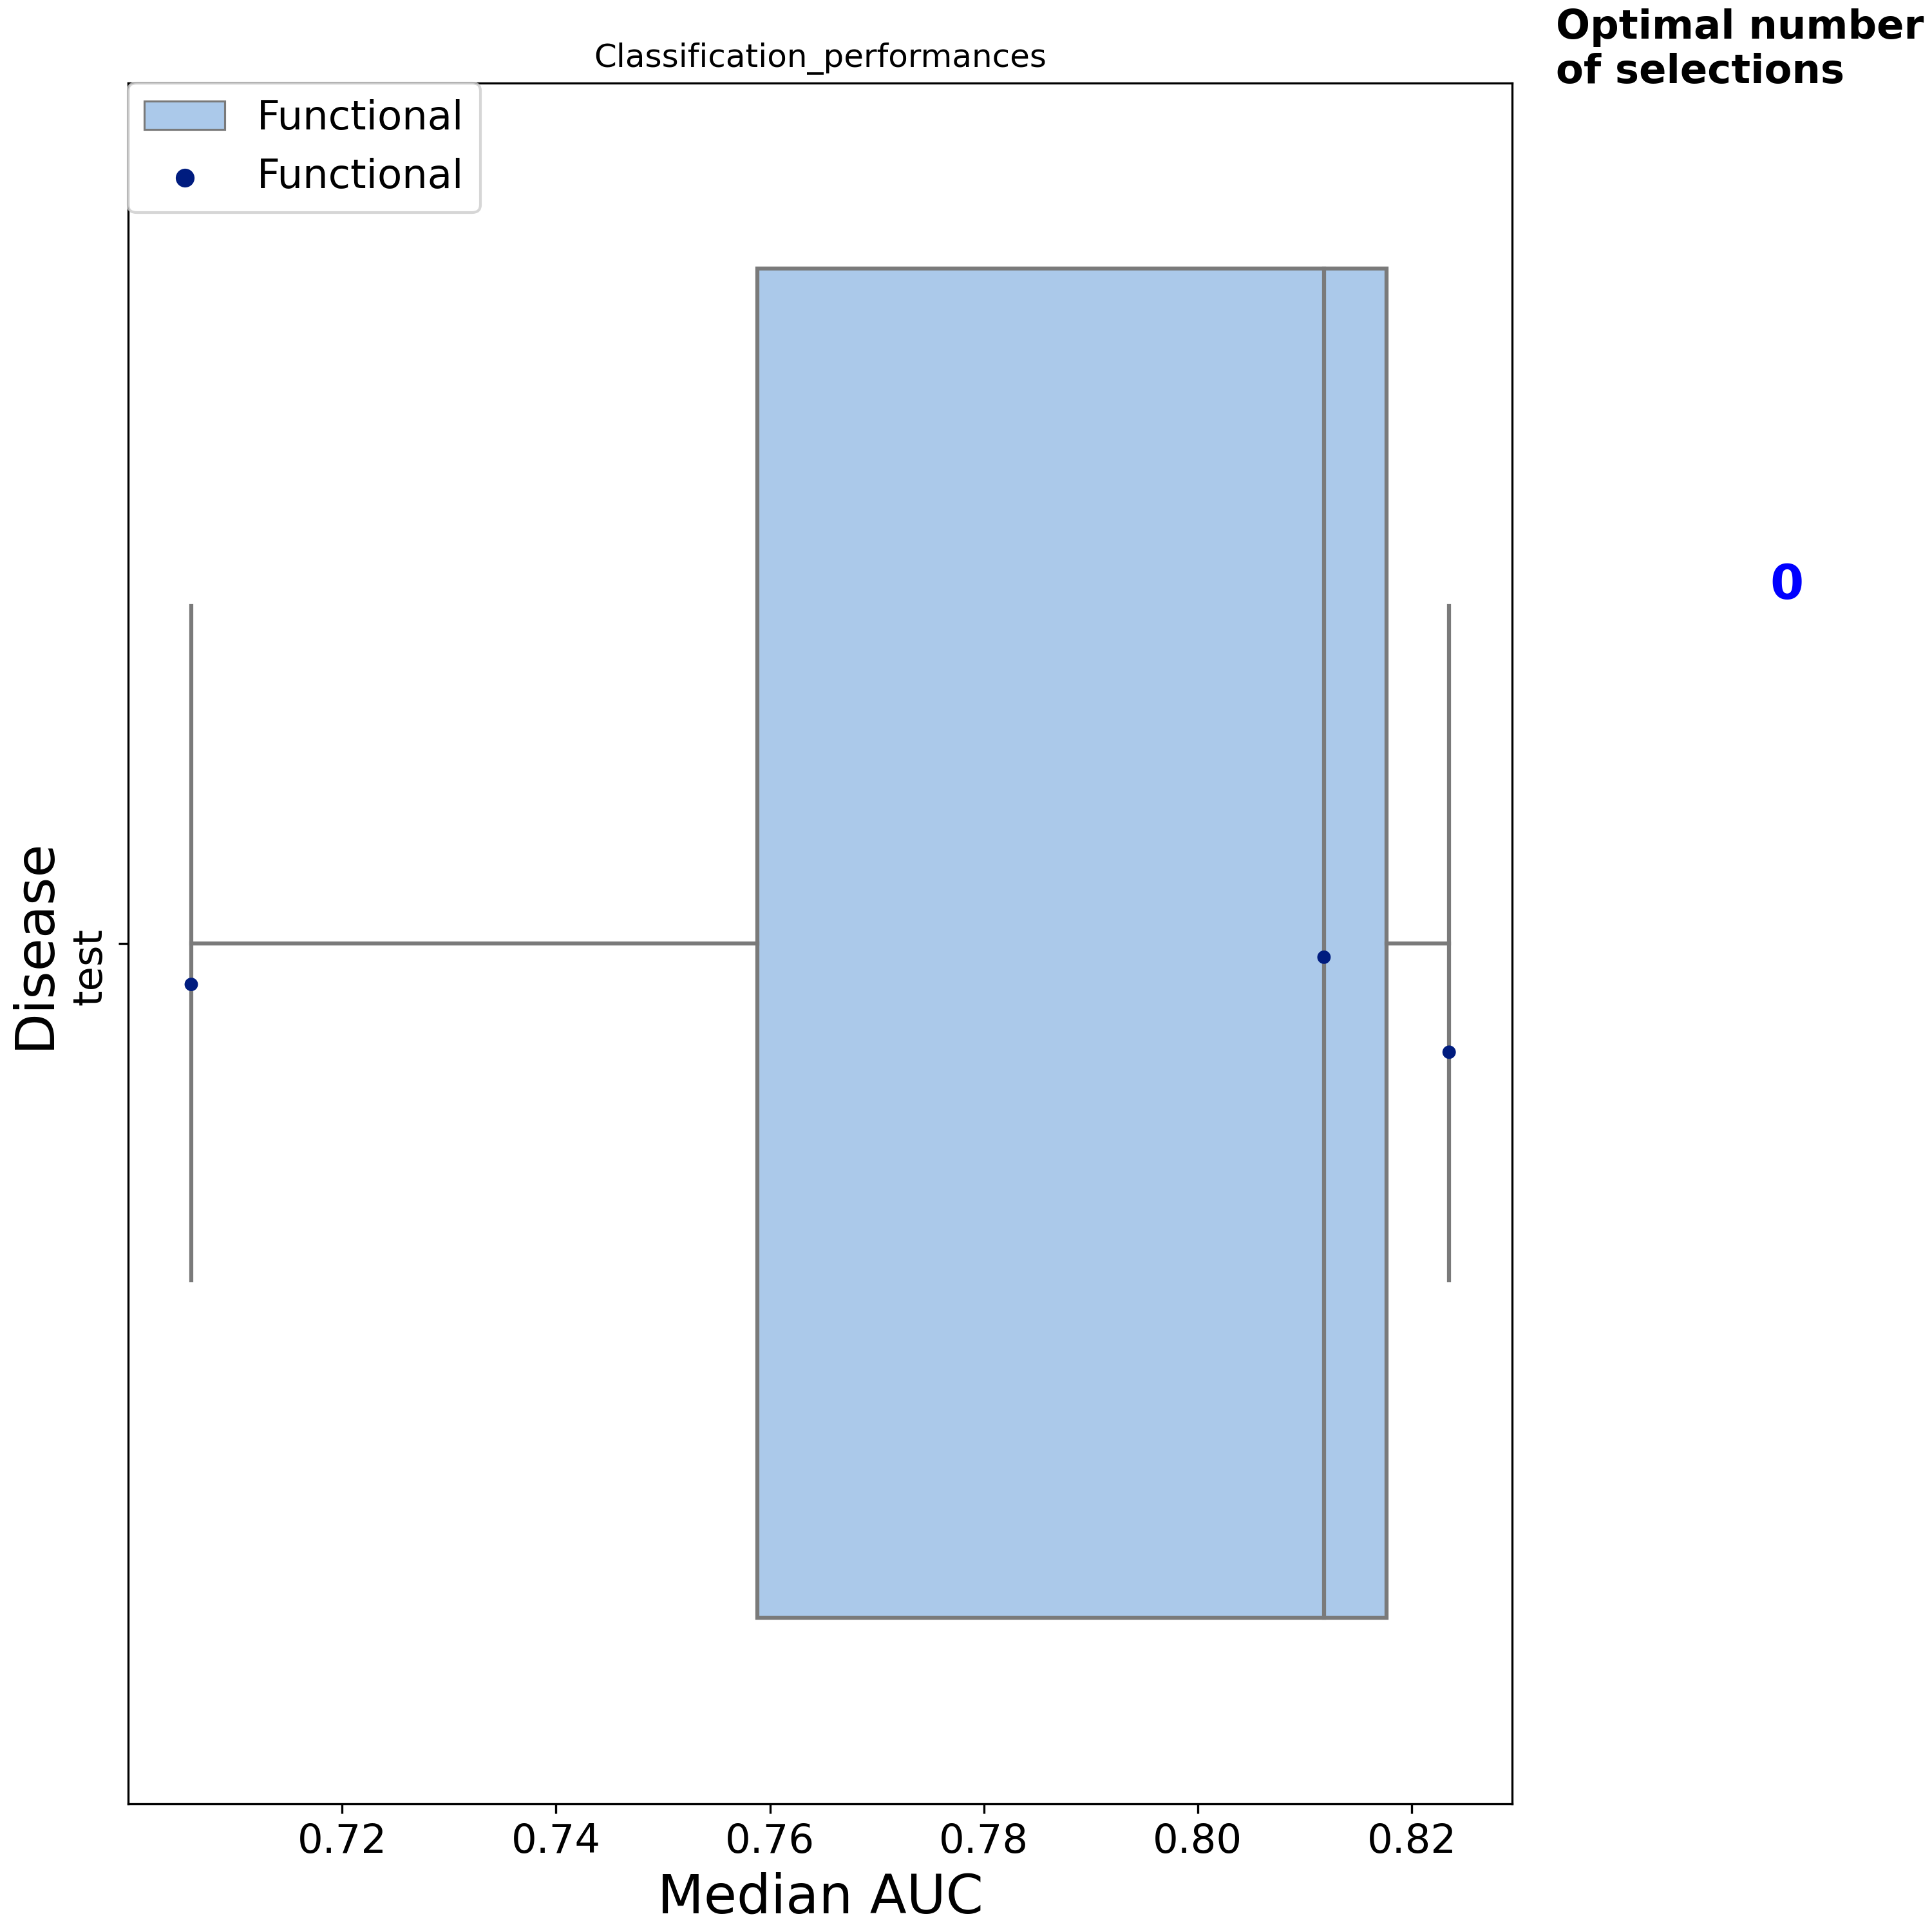 Optimal number
of selections
Classification_performances
Functional
Functional
0
Disease
test
0.72
0.74
0.76
0.78
0.80
0.82
Median AUC